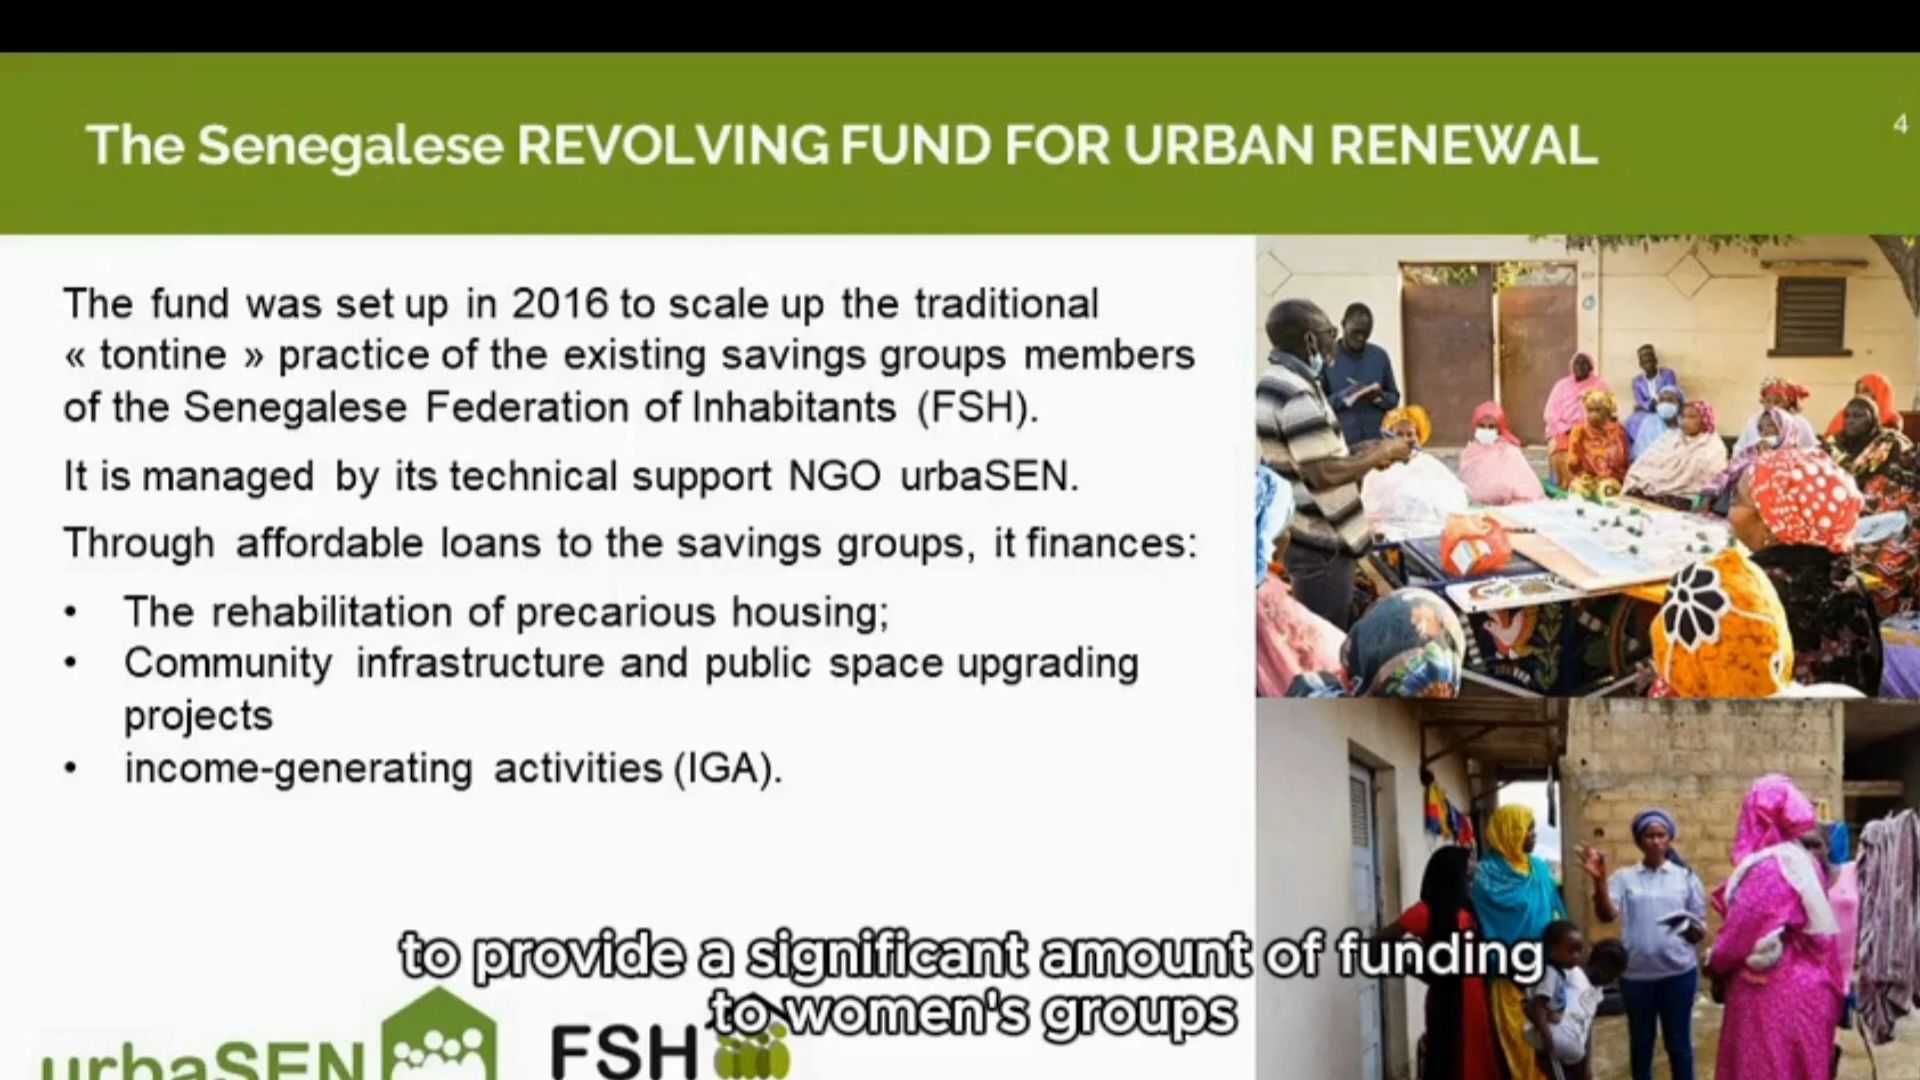 The Senegalese REVOLVING FUND FOR URBAN RENEWAL
4
The fund was set up in 2016 to scale up the traditional
« tontine » practice of the existing savings groups members
of the Senegalese Federation of Inhabitants (FSH).
It is managed by its technical support NGO urbaSEN.
Through affordable loans to the savings groups, it finances:
• The rehabilitation of precarious housing;
• Community infrastructure and public space upgrading
projects
• income-generating activities (IGA).
to provide a significant amount of funding
to women's groups
urbaSEN
FSH